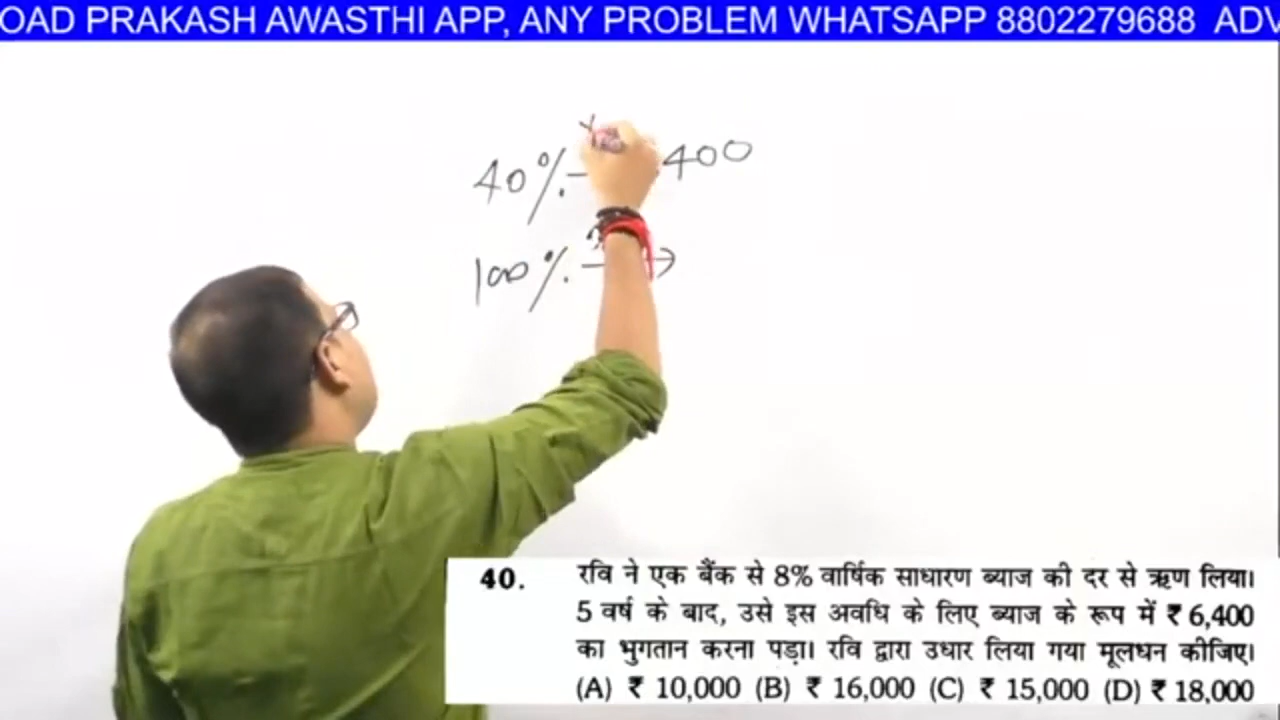 OAD PRAKASH AWASTHI APP, ANY PROBLEM WHATSAPP 8802279688 ADV
40%- 400
100%-
40. रवि ने एक बैंक से 8% वार्षिक साधारण ब्याज की दर से ऋण लिया।
5 वर्ष के बाद, उसे इस अवधि के लिए ब्याज के रूप में ₹ 6,400
का भुगतान करना पड़ा। रवि द्वारा उधार लिया गया मूलधन कीजिए।
(A) ₹ 10,000 (B) ₹ 16,000 (C) ₹ 15,000 (D) ₹ 18,000